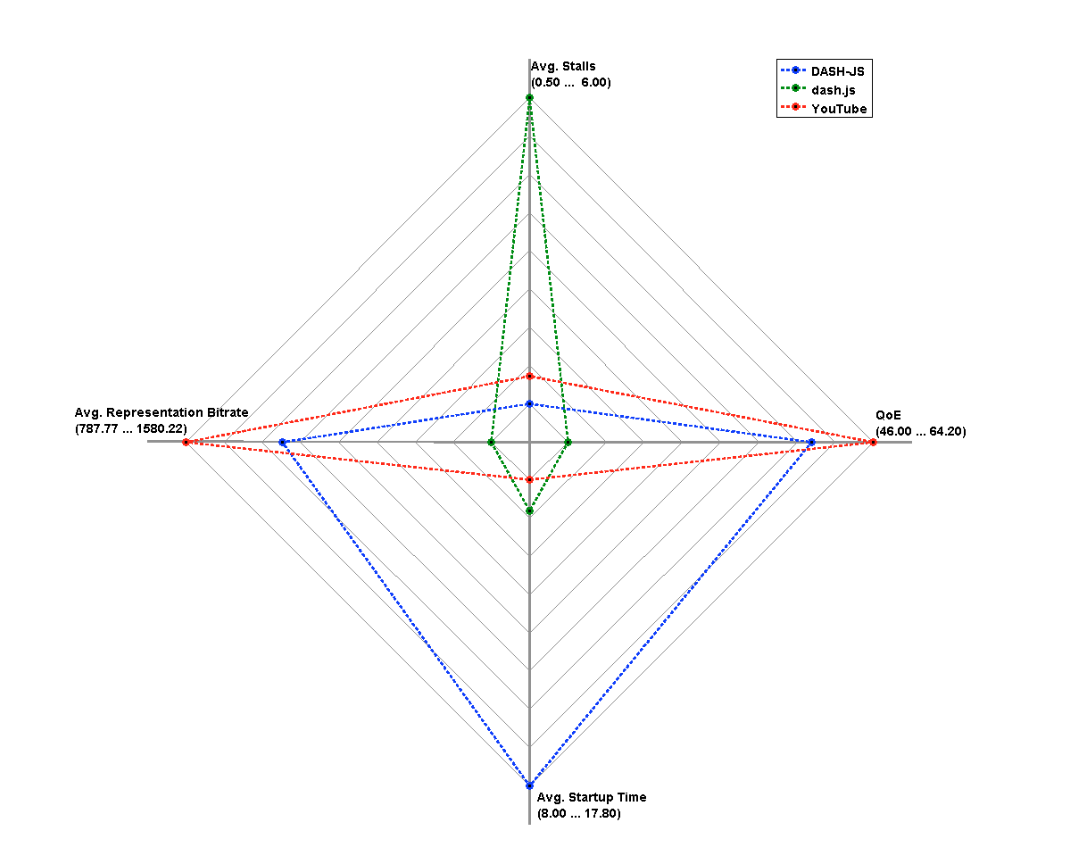 Avg. Stalls
(0.50 ... 6.00)
DASH-JS
dash.js
YouTube
Avg. Representation Bitrate
(787.77 ... 1580.22)
QoE
(46.00 ... 64.20)
Avg. Startup Time
(8.00 ... 17.80)